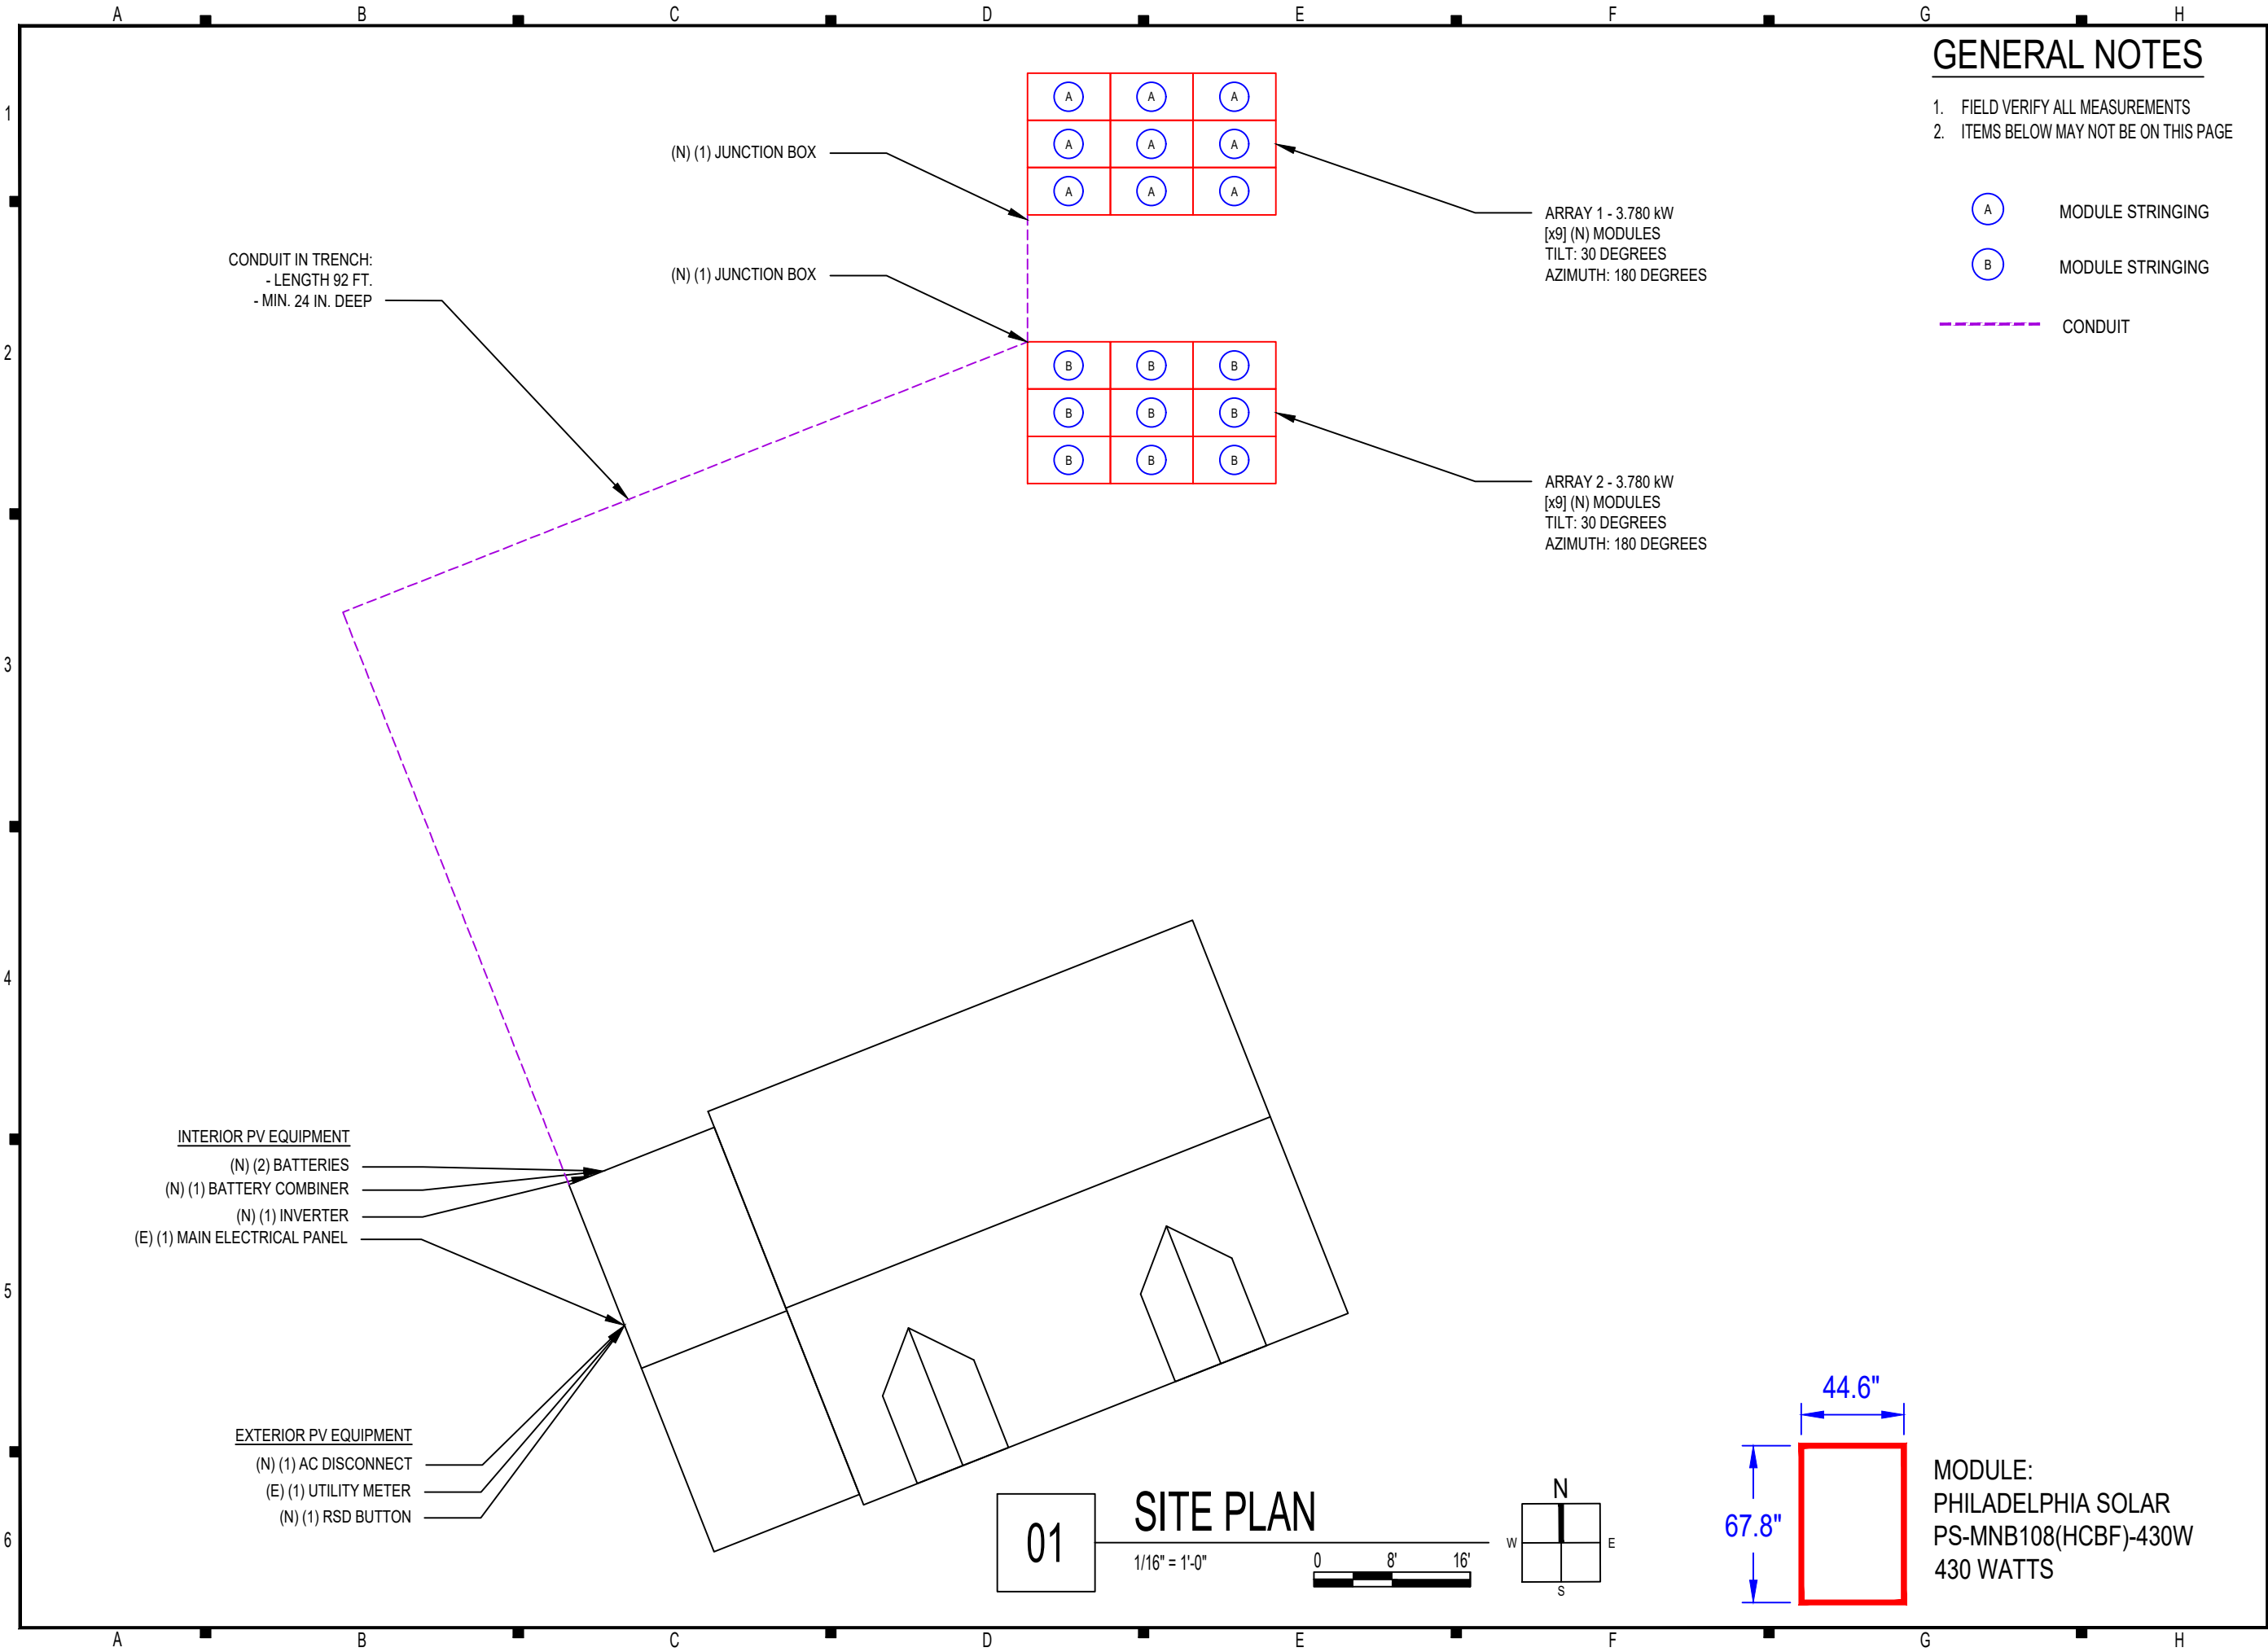 A B C D E F G H
GENERAL NOTES
1. FIELD VERIFY ALL MEASUREMENTS
2. ITEMS BELOW MAY NOT BE ON THIS PAGE
A MODULE STRINGING
B MODULE STRINGING
CONDUIT
1
2
3
4
5
6
A A A
A A A
A A A
(N) (1) JUNCTION BOX
ARRAY 1 - 3.780 kW
[x9] (N) MODULES
TILT: 30 DEGREES
AZIMUTH: 180 DEGREES
CONDUIT IN TRENCH:
- LENGTH 92 FT.
- MIN. 24 IN. DEEP
(N) (1) JUNCTION BOX
B B B
B B B
B B B
ARRAY 2 - 3.780 kW
[x9] (N) MODULES
TILT: 30 DEGREES
AZIMUTH: 180 DEGREES
INTERIOR PV EQUIPMENT
(N) (2) BATTERIES
(N) (1) BATTERY COMBINER
(N) (1) INVERTER
(E) (1) MAIN ELECTRICAL PANEL
EXTERIOR PV EQUIPMENT
(N) (1) AC DISCONNECT
(E) (1) UTILITY METER
(N) (1) RSD BUTTON
01
SITE PLAN
1/16" = 1'-0"
0 8' 16'
N
W E
S
44.6"
67.8"
MODULE:
PHILADELPHIA SOLAR
PS-MNB108(HCBF)-430W
430 WATTS
A B C D E F G H